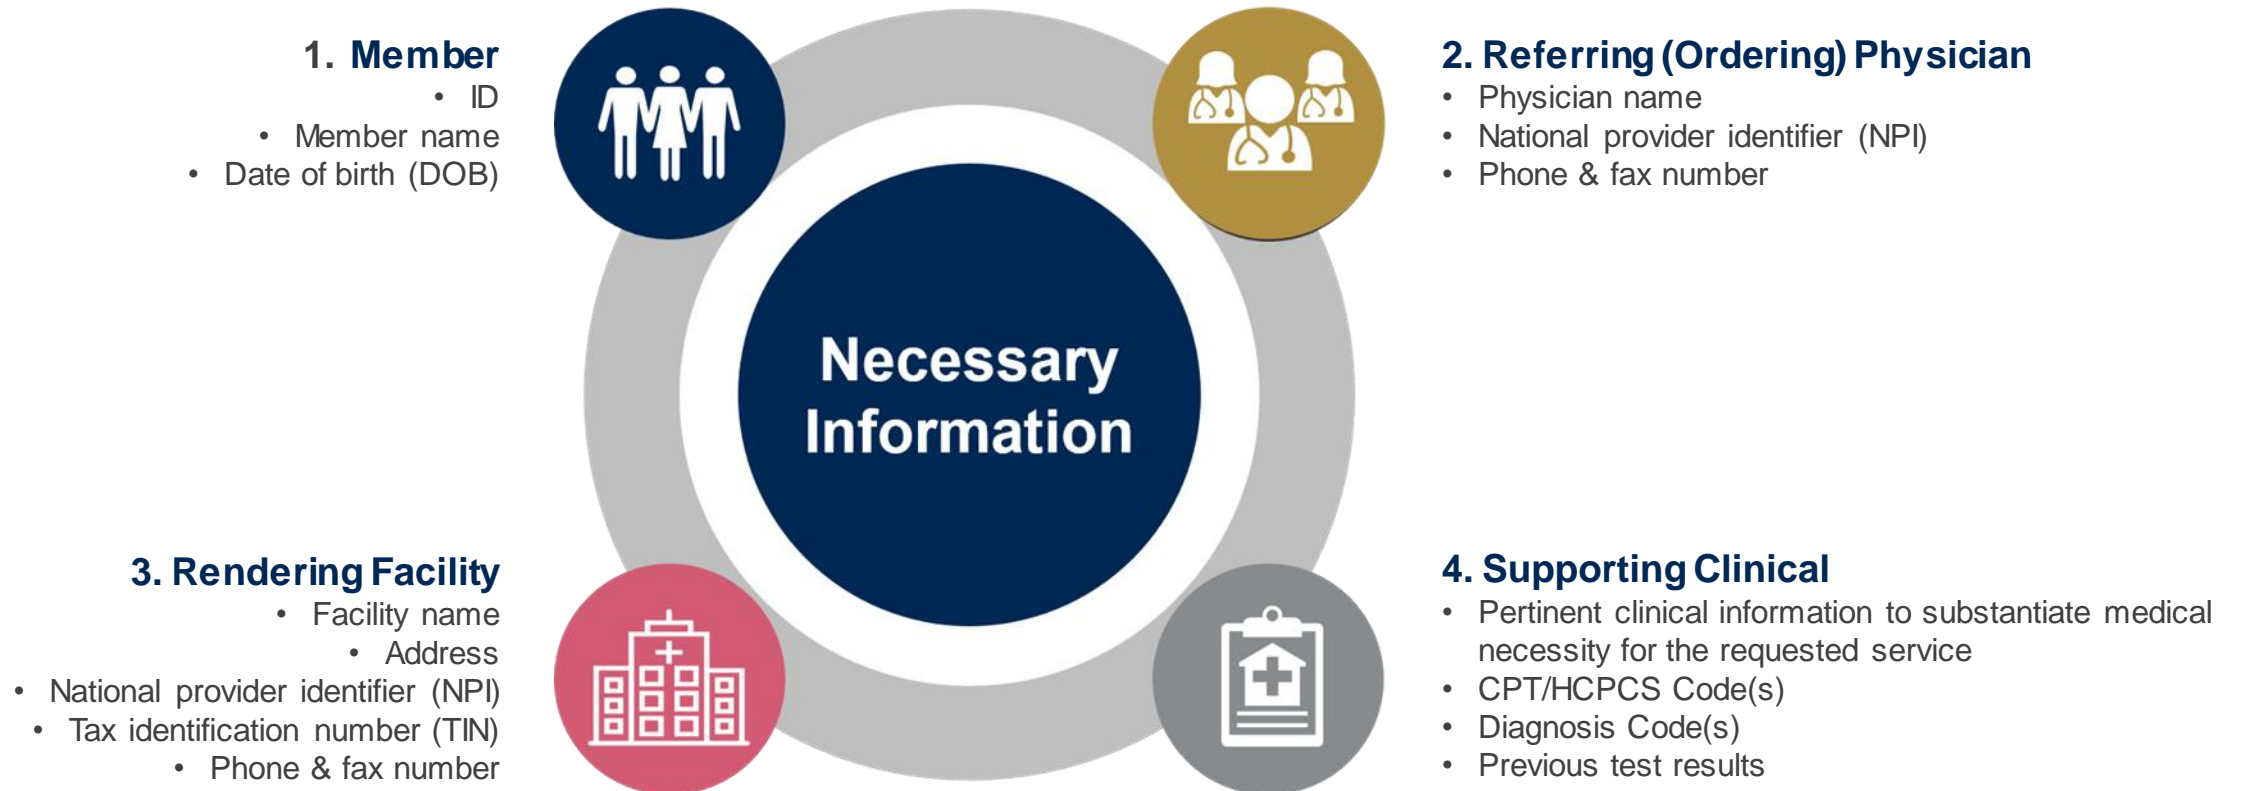 1. Member
• ID
• Member name
• Date of birth (DOB)
2. Referring (Ordering) Physician
• Physician name
• National provider identifier (NPI)
• Phone & fax number
Necessary
Information
3. Rendering Facility
• Facility name
• Address
• National provider identifier (NPI)
• Tax identification number (TIN)
• Phone & fax number
4. Supporting Clinical
• Pertinent clinical information to substantiate medical
necessity for the requested service
• CPT/HCPCS Code(s)
• Diagnosis Code(s)
• Previous test results